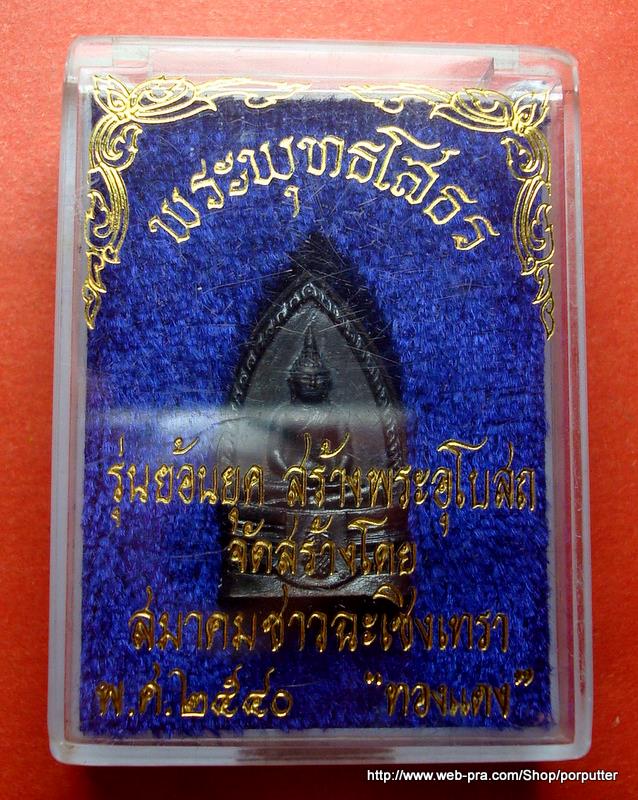 พระพุทธโสธร
รุ่นย้อนยุค สร้างพระอุโบสถ
จัดสร้างโดย
สมาคมชาวฉะเชิงเทรา
พ.ศ.๒๕๔๐ "ทองแดง"
http://www.web-pra.com/Shop/porputter